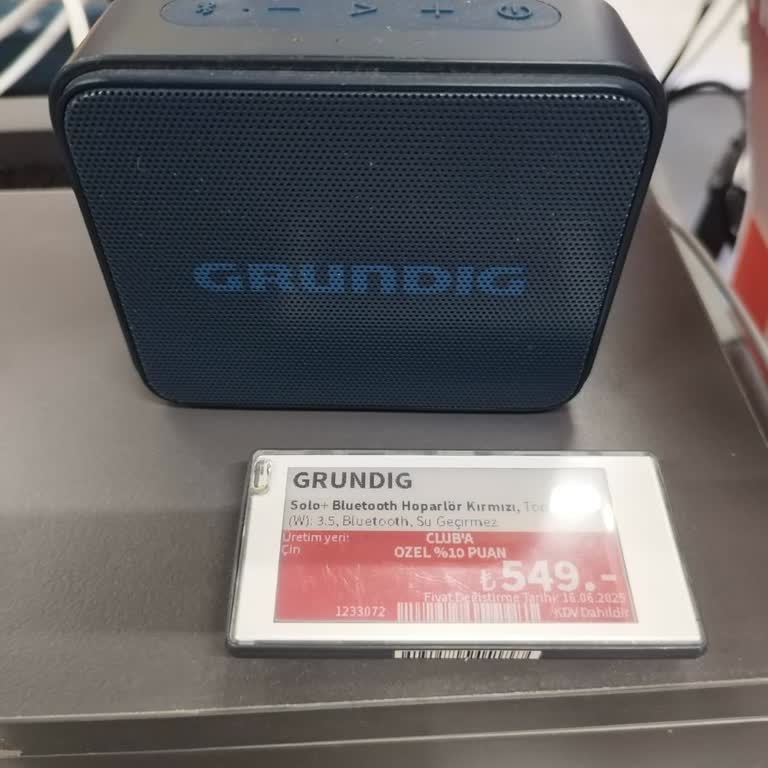 GRUNDIG
GRUNDIG
Solo+ Bluetooth Hoparlör Kırmızı,
(W): 3.5, Bluetooth, Su Geçirmez
Üretim yeri:
Çin
CLUB'A
ÖZEL %10 PUAN
₺549.-
Fiyat Değiştirme Tarihi: 16.06.2025
1233072
KDV Dahildir